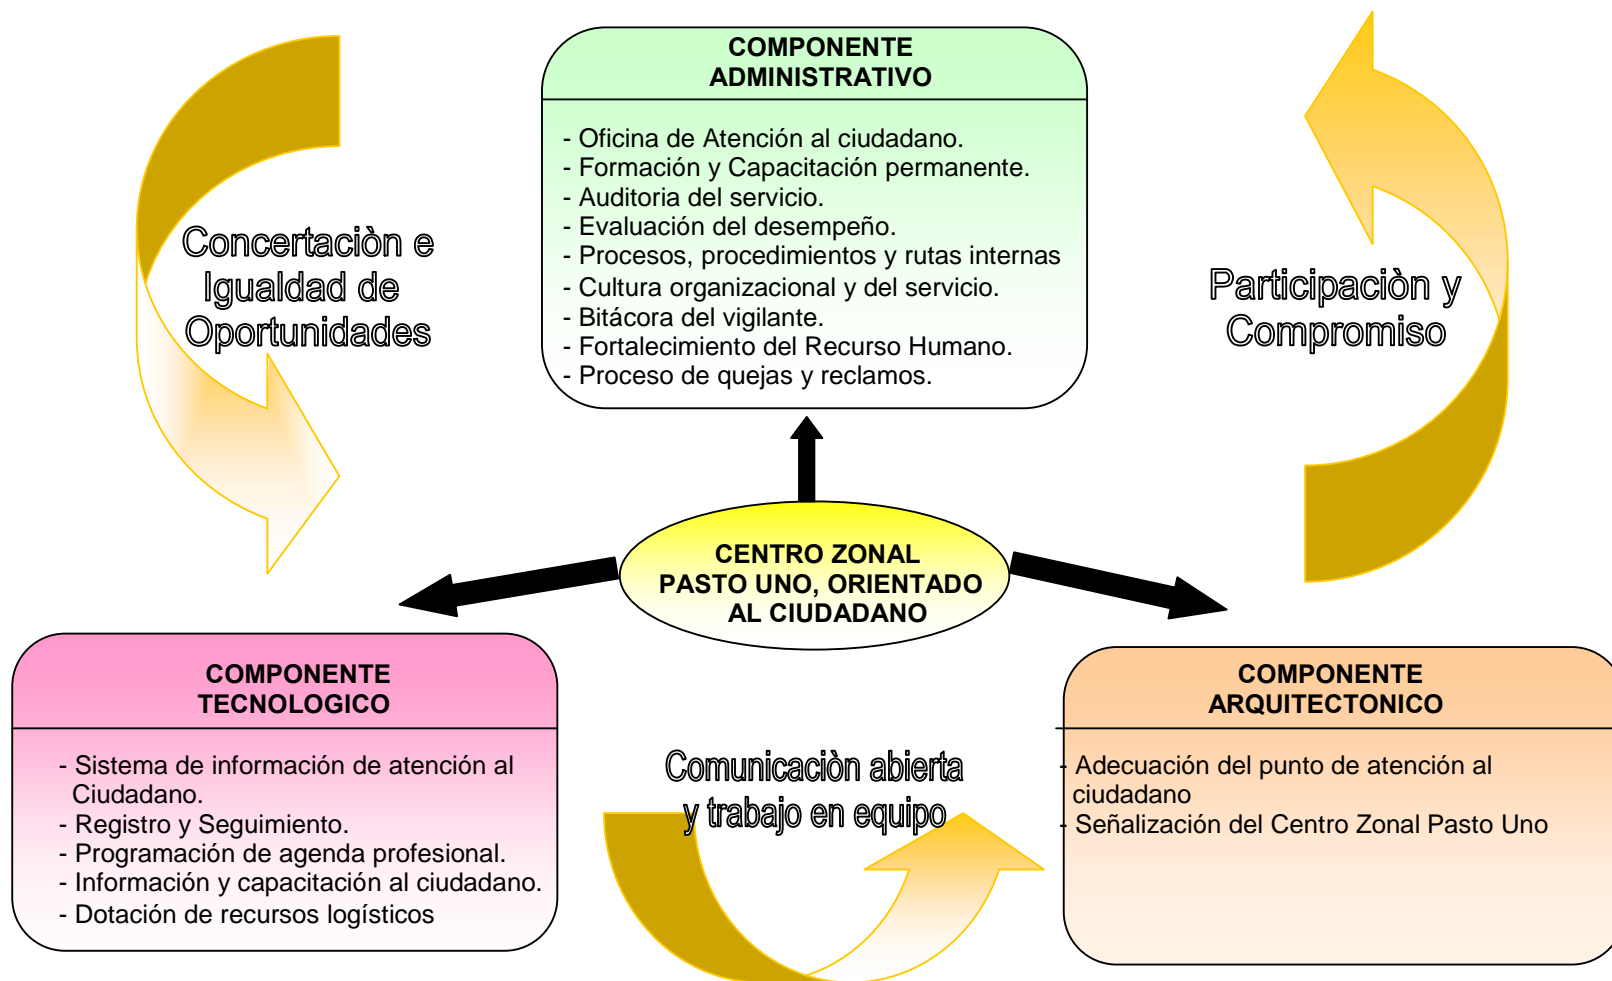 COMPONENTE
ADMINISTRATIVO
- Oficina de Atención al ciudadano.
- Formación y Capacitación permanente.
- Auditoria del servicio.
- Evaluación del desempeño.
- Procesos, procedimientos y rutas internas
- Cultura organizacional y del servicio.
- Bitácora del vigilante.
- Fortalecimiento del Recurso Humano.
- Proceso de quejas y reclamos.
Concertaciòn e
Igualdad de
Oportunidades
Participaciòn y
Compromiso
CENTRO ZONAL
PASTO UNO, ORIENTADO
AL CIUDADANO
COMPONENTE
TECNOLOGICO
- Sistema de información de atención al
Ciudadano.
- Registro y Seguimiento.
- Programación de agenda profesional.
- Información y capacitación al ciudadano.
- Dotación de recursos logísticos
Comunicaciòn abierta
y trabajo en equipo
COMPONENTE
ARQUITECTONICO
- Adecuación del punto de atención al
ciudadano
- Señalización del Centro Zonal Pasto Uno